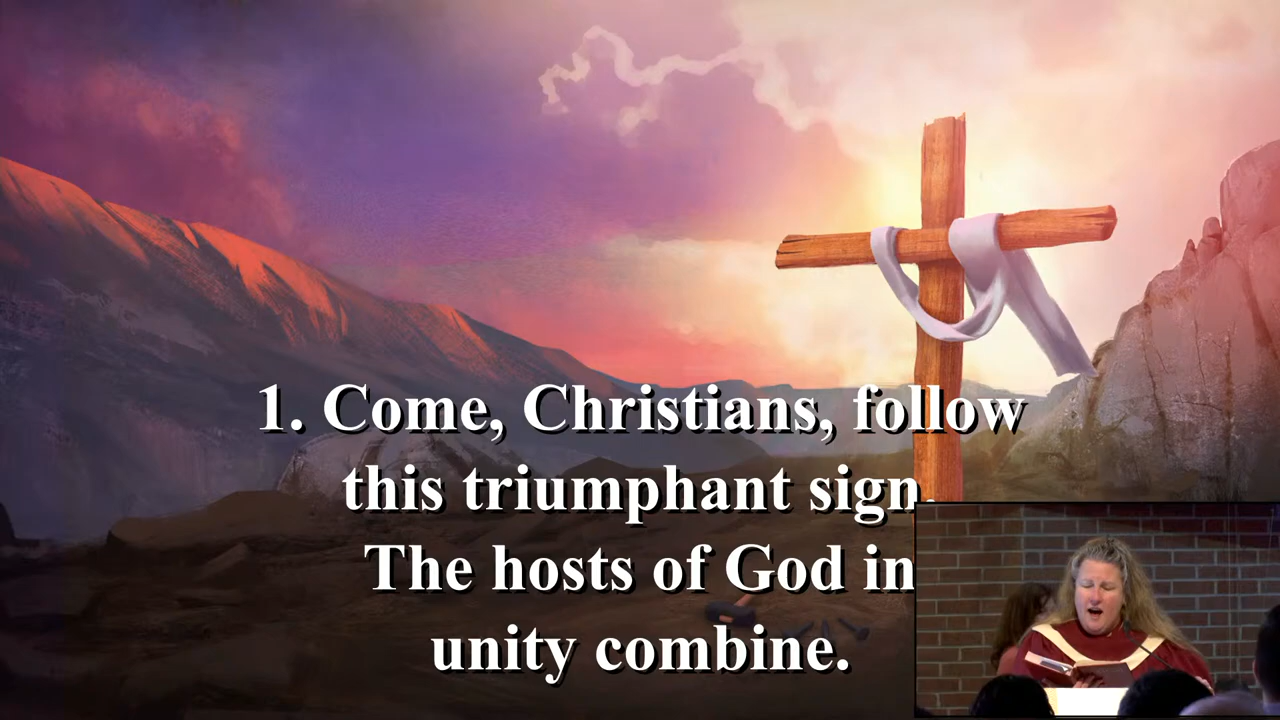 1. Come, Christians, follow
this triumphant sign.
The hosts of God in
unity combine.